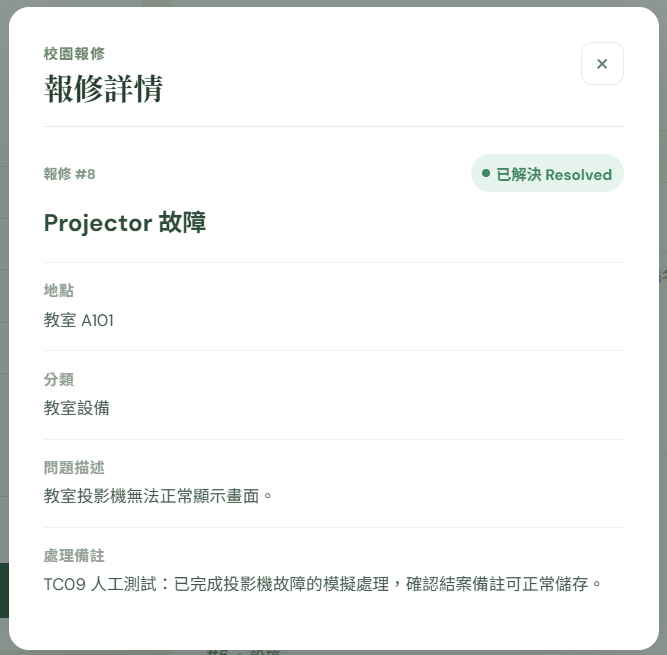 校園報修
報修詳情
×
報修 #8
已解決 Resolved
Projector 故障
地點
教室 A101
分類
教室設備
問題描述
教室投影機無法正常顯示畫面。
處理備註
TC09 人工測試：已完成投影機故障的模擬處理，確認結案備註可正常儲存。